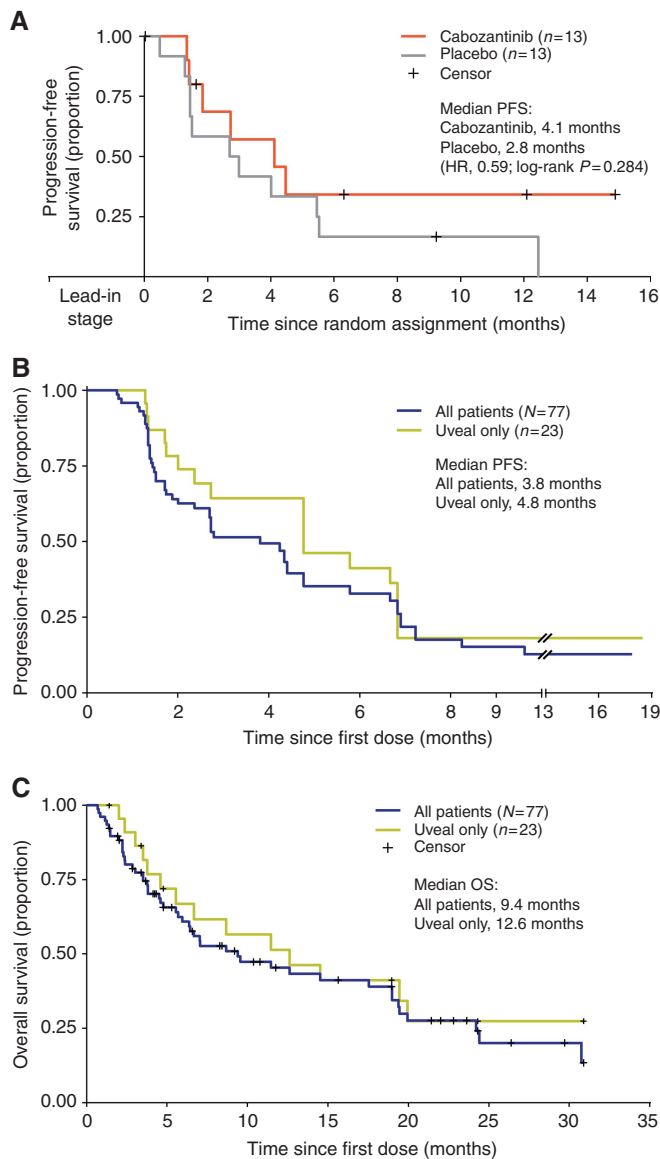 A
Progression-free
survival (proportion)
1.00
0.75
0.50
0.25
Cabozantinib (n=13)
Placebo (n=13)
Censor
Median PFS:
Cabozantinib, 4.1 months
Placebo, 2.8 months
(HR, 0.59; log-rank P=0.284)
Lead-in
stage
0 2 4 6 8 10 12 14 16
Time since random assignment (months)
B
Progression-free survival (proportion)
1.00
0.75
0.50
0.25
0.00
All patients (N=77)
Uveal only (n=23)
Median PFS:
All patients, 3.8 months
Uveal only, 4.8 months
0 2 4 6 8 9 13 16 19
Time since first dose (months)
C
Overall survival (proportion)
1.00
0.75
0.50
0.25
0.00
All patients (N=77)
Uveal only (n=23)
Censor
Median OS:
All patients, 9.4 months
Uveal only, 12.6 months
0 5 10 15 20 25 30 35
Time since first dose (months)